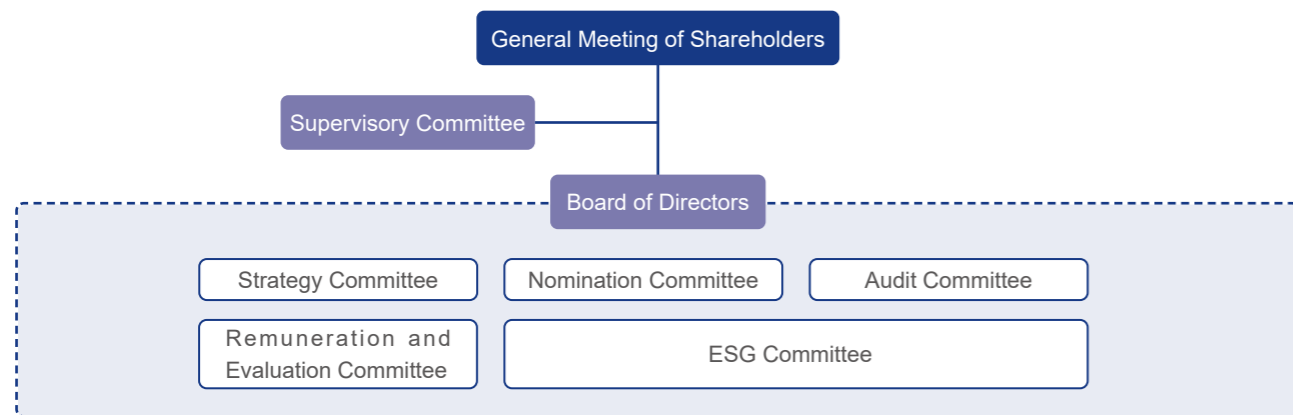 General Meeting of Shareholders
Supervisory Committee
Board of Directors
Strategy Committee
Nomination Committee
Audit Committee
Remuneration and
Evaluation Committee
ESG Committee